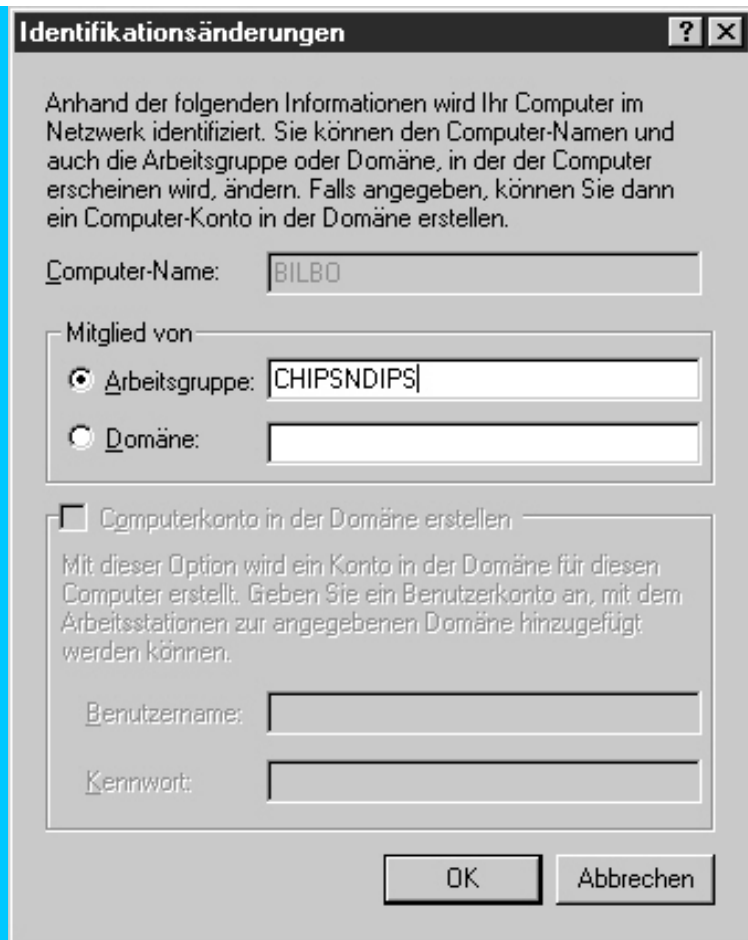 Identifikationsänderungen
Anhand der folgenden Informationen wird Ihr Computer im
Netzwerk identifiziert. Sie können den Computer-Namen und
auch die Arbeitsgruppe oder Domäne, in der der Computer
erscheinen wird, ändern. Falls angegeben, können Sie dann
ein Computer-Konto in der Domäne erstellen.
Computer-Name: BILBO
Mitglied von
Arbeitsgruppe: CHIPSNDIPS
Domäne:
Computerkonto in der Domäne erstellen
Mit dieser Option wird ein Konto in der Domäne für diesen
Computer erstellt. Geben Sie ein Benutzerkonto an, mit dem
Arbeitsstationen zur angegebenen Domäne hinzugefügt
werden können.
Benutzername:
Kennwort:
OK Abbrechen